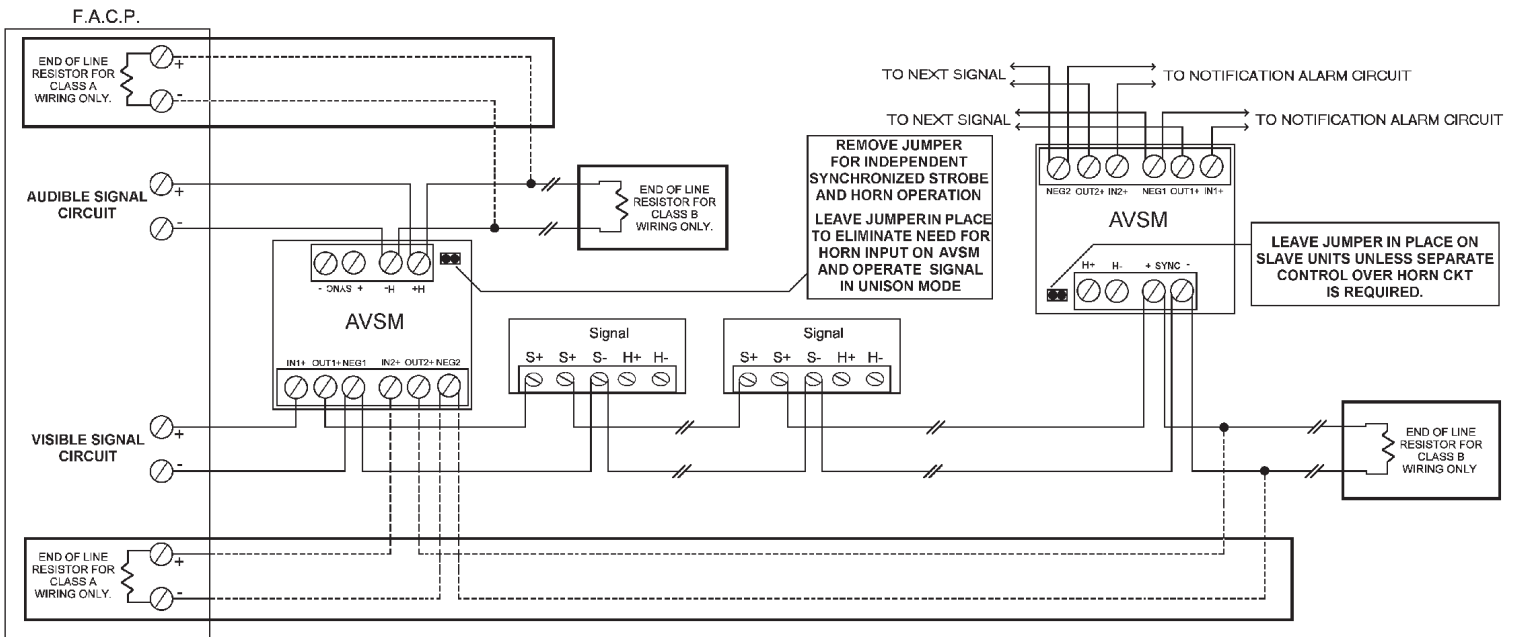 F.A.C.P.
END OF LINE
RESISTOR FOR
CLASS A
WIRING ONLY.
+
-
AUDIBLE SIGNAL
CIRCUIT
+
-
END OF LINE
RESISTOR FOR
CLASS B
WIRING ONLY.
- SYNC + H- H+
AVSM
IN1+ OUT1+ NEG1 IN2+ OUT2+ NEG2
REMOVE JUMPER
FOR INDEPENDENT
SYNCHRONIZED STROBE
AND HORN OPERATION
LEAVE JUMPER IN PLACE
TO ELIMINATE NEED FOR
HORN INPUT ON AVSM
AND OPERATE SIGNAL
IN UNISON MODE
TO NEXT SIGNAL
TO NOTIFICATION ALARM CIRCUIT
TO NEXT SIGNAL
TO NOTIFICATION ALARM CIRCUIT
NEG2 OUT2+ IN2+ NEG1 OUT1+ IN1+
AVSM
H+ H- + SYNC -
LEAVE JUMPER IN PLACE ON
SLAVE UNITS UNLESS SEPARATE
CONTROL OVER HORN CKT
IS REQUIRED.
Signal
S+ S+ S- H+ H-
Signal
S+ S+ S- H+ H-
VISIBLE SIGNAL
CIRCUIT
+
-
END OF LINE
RESISTOR FOR
CLASS B
WIRING ONLY
END OF LINE
RESISTOR FOR
CLASS A
WIRING ONLY.
+
-